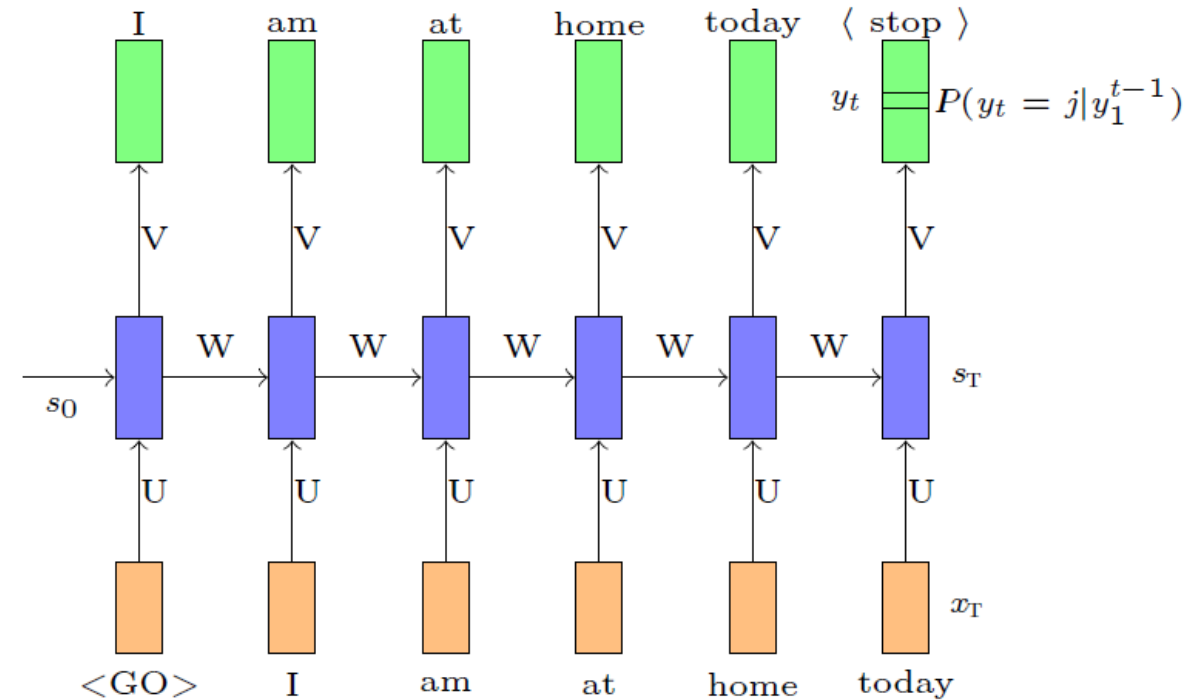 I am at home today ⟨ stop ⟩
y_t P(y_t = j|y_1^{t-1})
V V V V V V
W W W W W
s_0 s_T
U U U U U U
x_T
<GO> I am at home today